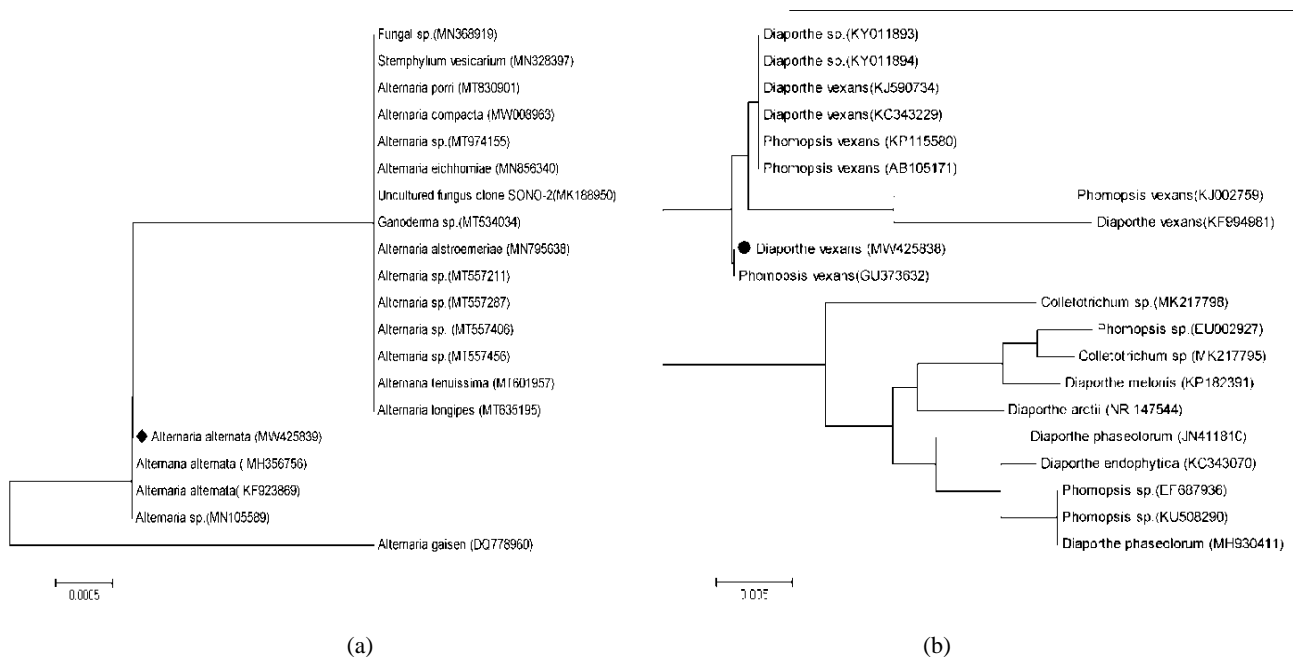 Fungal sp.(MN368919)
Stemphylium vesicarium (MN328397)
Alternaria porri (MT830901)
Alternaria compacta (MW008963)
Alternaria sp.(MT974155)
Alternaria eichhorniae (MN856340)
Uncultured fungus clone SONO-2(MK188950)
Ganoderma sp.(MT534034)
Alternaria alstroemeriae (MN795638)
Alternaria sp.(MT557211)
Alternaria sp.(MT557287)
Alternaria sp. (MT557406)
Alternaria sp.(MT557456)
Alternaria tenuissima (MT601957)
Alternaria longipes (MT635195)
Alternaria alternata (MW425839)
Alternaria alternata ( MH356756)
Alternaria alternata( KF923869)
Alternaria sp.(MN105589)
Alternaria gaisen (DQ778960)
0.0005
(a)
Diaporthe sp.(KY011893)
Diaporthe sp.(KY011894)
Diaporthe vexans(KJ590734)
Diaporthe vexans(KC343229)
Phomopsis vexans (KP115580)
Phomopsis vexans (AB105171)
Phomopsis vexans(KJ002759)
Diaporthe vexans(KF994981)
Diaporthe vexans (MW425838)
Phomopsis vexans(GU373632)
Colletotrichum sp.(MK217798)
Phomopsis sp.(EU002927)
Colletotrichum sp (MK217795)
Diaporthe melonis (KP182391)
Diaporthe arctii (NR 147544)
Diaporthe phaseolorum (JN411810)
Diaporthe endophytica (KC343070)
Phomopsis sp.(EF687936)
Phomopsis sp.(KU508290)
Diaporthe phaseolorum (MH930411)
0.005
(b)